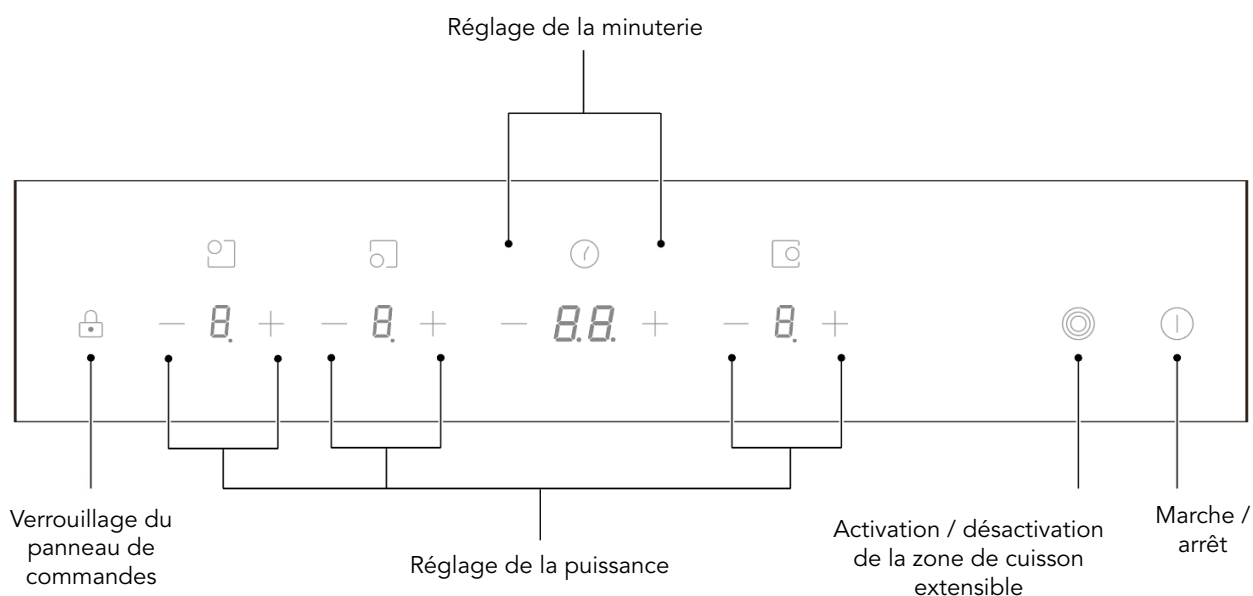 Réglage de la minuterie
− 8. + − 8. + − 8.8. + − 8. +
Verrouillage du
panneau de
commandes
Réglage de la puissance
Activation / désactivation
de la zone de cuisson
extensible
Marche /
arrêt